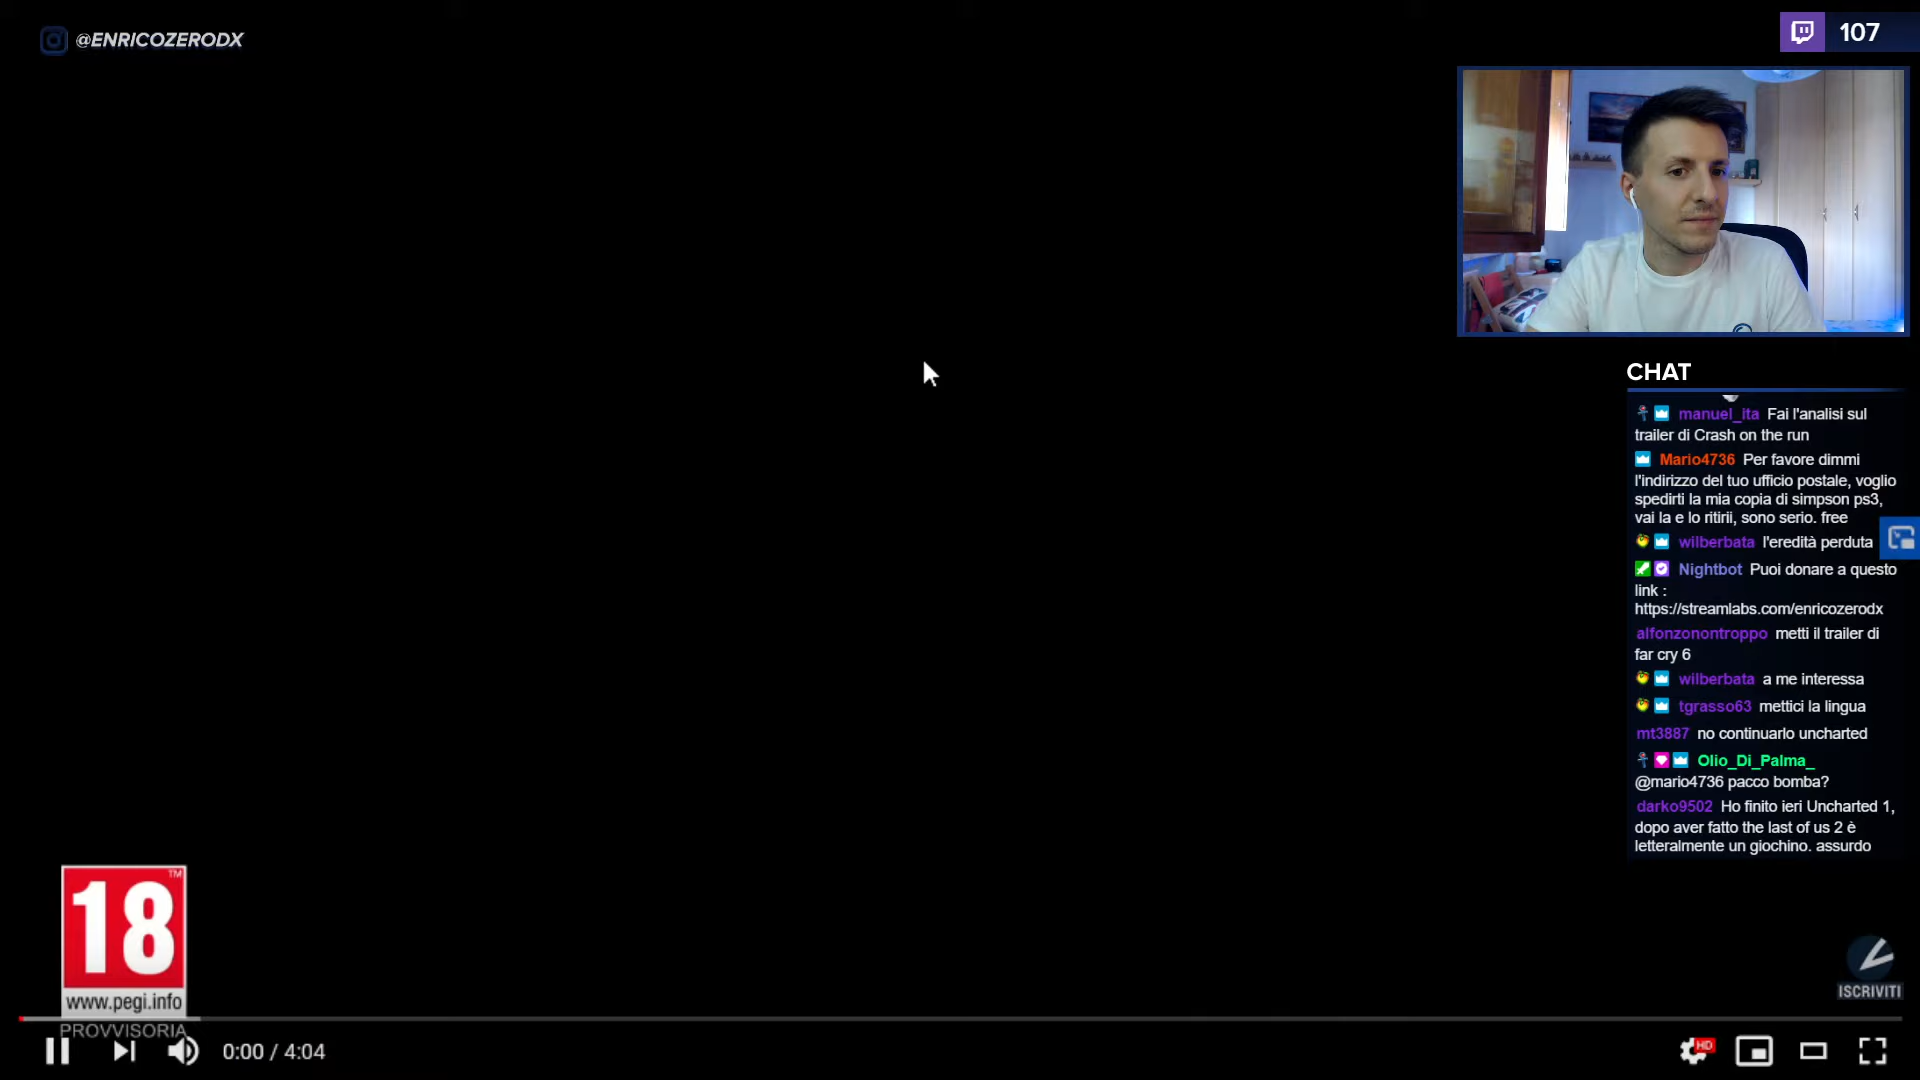 @ENRICOZERODX
107
CHAT
manuel_ita Fai l'analisi sul
trailer di Crash on the run
Mario4736 Per favore dimmi
l'indirizzo del tuo ufficio postale, voglio
spedirti la mia copia di simpson ps3,
vai la e lo ritirii, sono serio. free
wilberbata l'eredità perduta
Nightbot Puoi donare a questo
link :
https://streamlabs.com/enricozerodx
alfonzonontroppo metti il trailer di
far cry 6
wilberbata a me interessa
tgrasso63 mettici la lingua
mt3887 no continuarlo uncharted
Olio_Di_Palma_
@mario4736 pacco bomba?
darko9502 Ho finito ieri Uncharted 1,
dopo aver fatto the last of us 2 è
letteralmente un giochino. assurdo
18 TM
www.pegi.info
PROVVISORIA
ISCRIVITI
0:00 / 4:04
HD